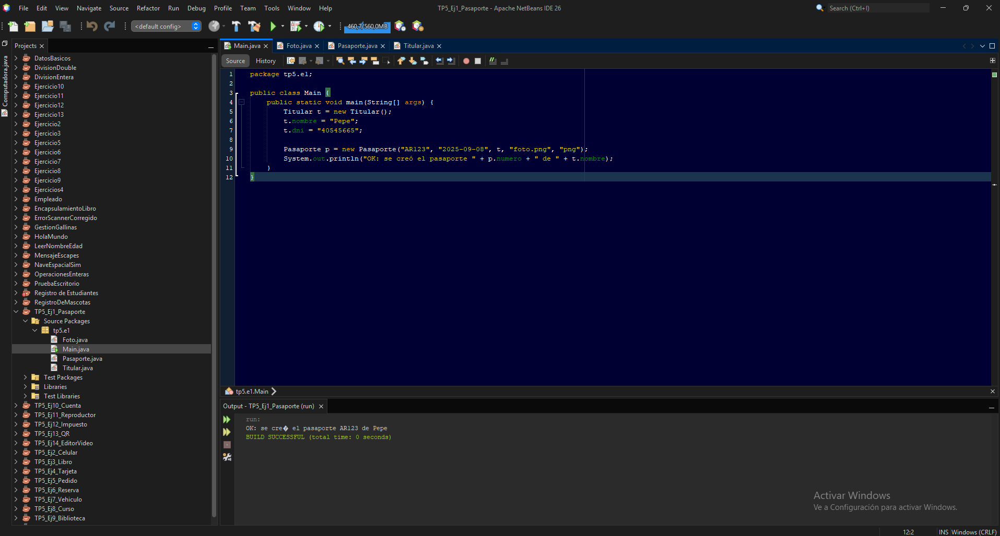 File Edit View Navigate Source Refactor Run Debug Profile Team Tools Window Help
TP5_Ej1_Pasaporte - Apache NetBeans IDE 26
Search (Ctrl+I)
<default config>
460,7/560,0MB
Computadora.java
Projects
DatosBasicos
DivisionDouble
DivisionEntera
Ejercicio10
Ejercicio11
Ejercicio12
Ejercicio13
Ejercicio2
Ejercicio3
Ejercicio5
Ejercicio6
Ejercicio7
Ejercicio8
Ejercicio9
Ejercicios4
Empleado
EncapsulamientoLibro
ErrorScannerCorregido
GestionGallinas
HolaMundo
LeerNombreEdad
MensajeEscapes
NaveEspacialSim
OperacionesEnteras
PruebaEscritorio
Registro de Estudiantes
RegistroDeMascotas
TP5_Ej1_Pasaporte
Source Packages
tp5.e1
Foto.java
Main.java
Pasaporte.java
Titular.java
Test Packages
Libraries
Test Libraries
TP5_Ej10_Cuenta
TP5_Ej11_Reproductor
TP5_Ej12_Impuesto
TP5_Ej13_QR
TP5_Ej14_EditorVideo
TP5_Ej2_Celular
TP5_Ej3_Libro
TP5_Ej4_Tarjeta
TP5_Ej5_Pedido
TP5_Ej6_Reserva
TP5_Ej7_Vehiculo
TP5_Ej8_Curso
TP5_Ej9_Biblioteca
Main.java Foto.java Pasaporte.java Titular.java
Source History
1 package tp5.e1;
2
3 public class Main {
4 public static void main(String[] args) {
5 Titular t = new Titular();
6 t.nombre = "Pepe";
7 t.dni = "40545665";
8
9 Pasaporte p = new Pasaporte("AR123", "2025-09-08", t, "foto.png", "png");
10 System.out.println("OK: se creó el pasaporte " + p.numero + " de " + t.nombre);
11 }
12 }
tp5.e1.Main
Output - TP5_Ej1_Pasaporte (run)
run:
OK: se cre� el pasaporte AR123 de Pepe
BUILD SUCCESSFUL (total time: 0 seconds)
Activar Windows
Ve a Configuración para activar Windows.
12:2 INS Windows (CRLF)